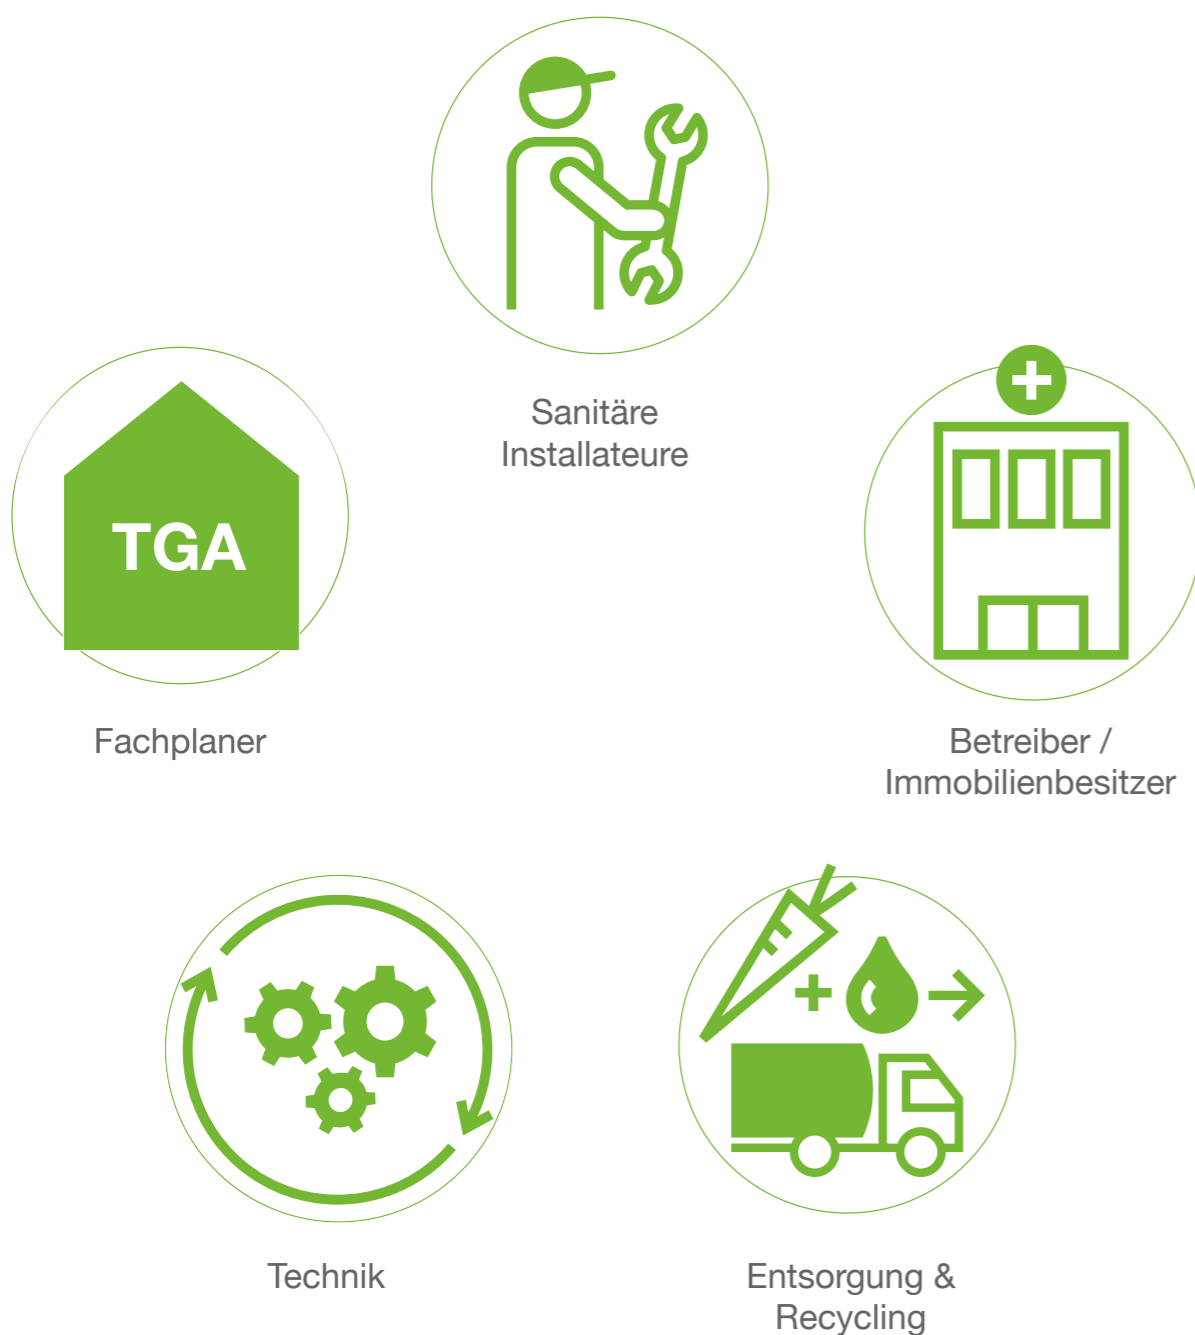 Sanitäre
Installateure
TGA
Fachplaner
Betreiber /
Immobilienbesitzer
Technik
Entsorgung &
Recycling